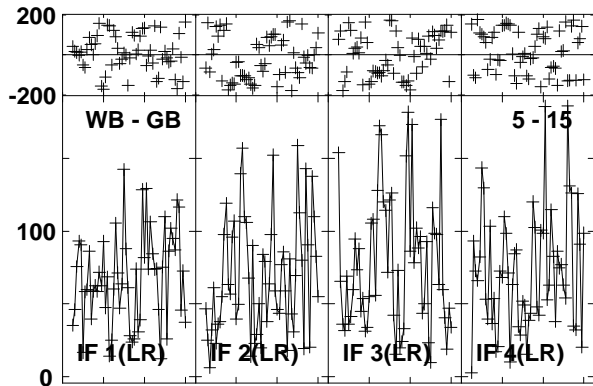 200
-200
WB - GB
5 - 15
100
0
IF 1(LR)
IF 2(LR)
IF 3(LR)
IF 4(LR)